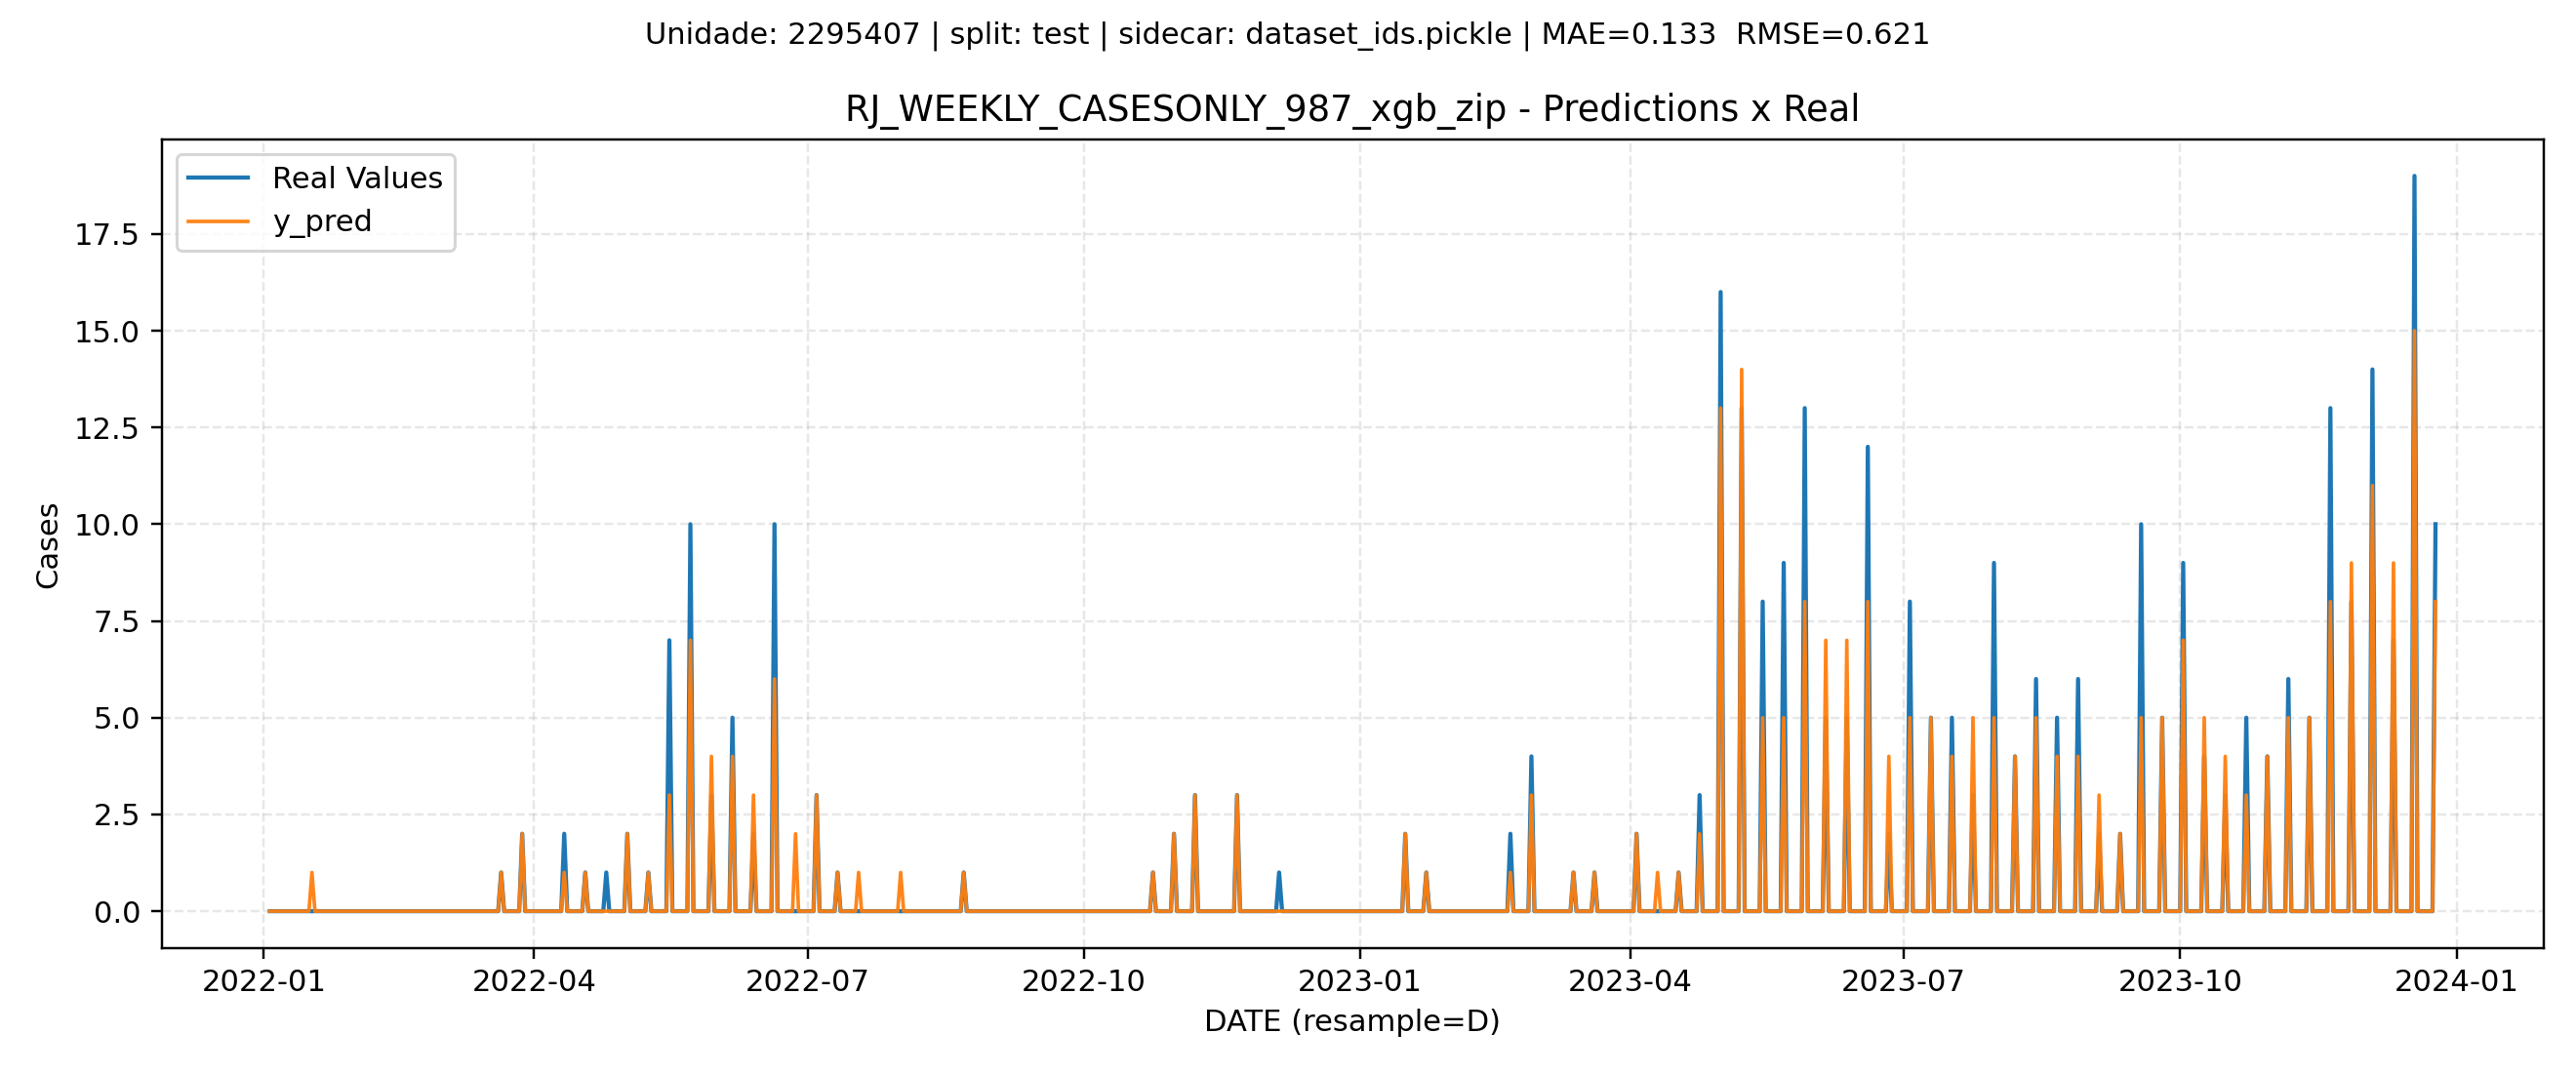 Unidade: 2295407 | split: test | sidecar: dataset_ids.pickle | MAE=0.133  RMSE=0.621
RJ_WEEKLY_CASESONLY_987_xgb_zip - Predictions x Real
Real Values
y_pred
17.5
15.0
12.5
10.0
7.5
5.0
2.5
0.0
Cases
2022-01
2022-04
2022-07
2022-10
2023-01
2023-04
2023-07
2023-10
2024-01
DATE (resample=D)